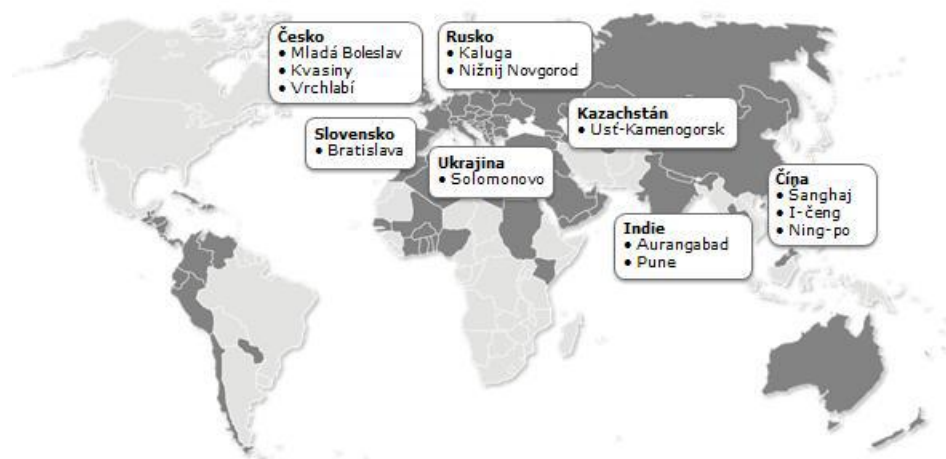 Česko
• Mladá Boleslav
• Kvasiny
• Vrchlabí
Rusko
• Kaluga
• Nižnij Novgorod
Kazachstán
• Usť-Kamenogorsk
Slovensko
• Bratislava
Ukrajina
• Solomonovo
Čína
• Šanghaj
• I-čeng
• Ning-po
Indie
• Aurangabad
• Pune